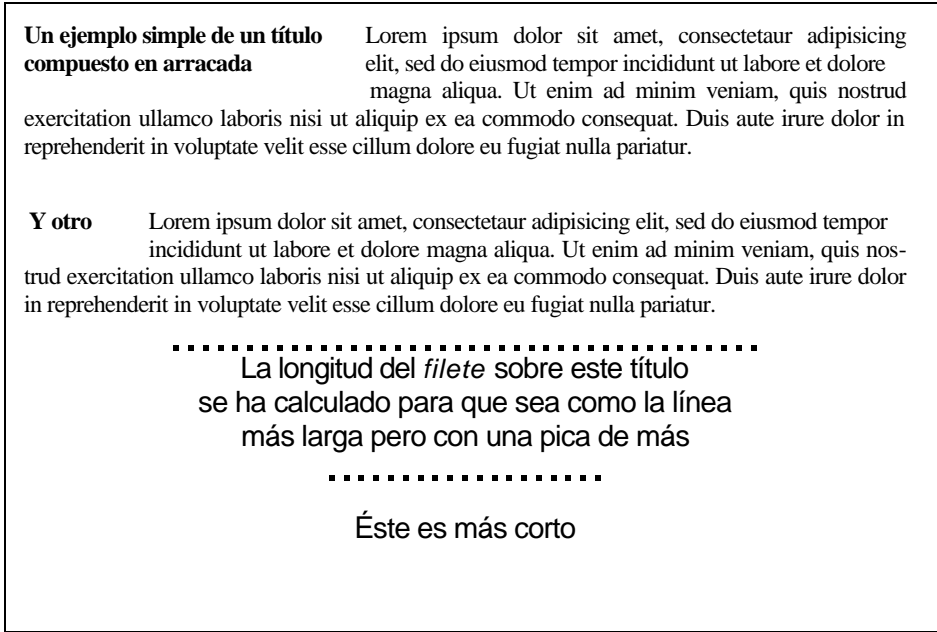 Un ejemplo simple de un título Lorem ipsum dolor sit amet, consectetaur adipisicing
compuesto en arracada elit, sed do eiusmod tempor incididunt ut labore et dolore
magna aliqua. Ut enim ad minim veniam, quis nostrud
exercitation ullamco laboris nisi ut aliquip ex ea commodo consequat. Duis aute irure dolor in
reprehenderit in voluptate velit esse cillum dolore eu fugiat nulla pariatur.
Y otro Lorem ipsum dolor sit amet, consectetaur adipisicing elit, sed do eiusmod tempor
incididunt ut labore et dolore magna aliqua. Ut enim ad minim veniam, quis nos-
trud exercitation ullamco laboris nisi ut aliquip ex ea commodo consequat. Duis aute irure dolor
in reprehenderit in voluptate velit esse cillum dolore eu fugiat nulla pariatur.
La longitud del filete sobre este título
se ha calculado para que sea como la línea
más larga pero con una pica de más
Éste es más corto